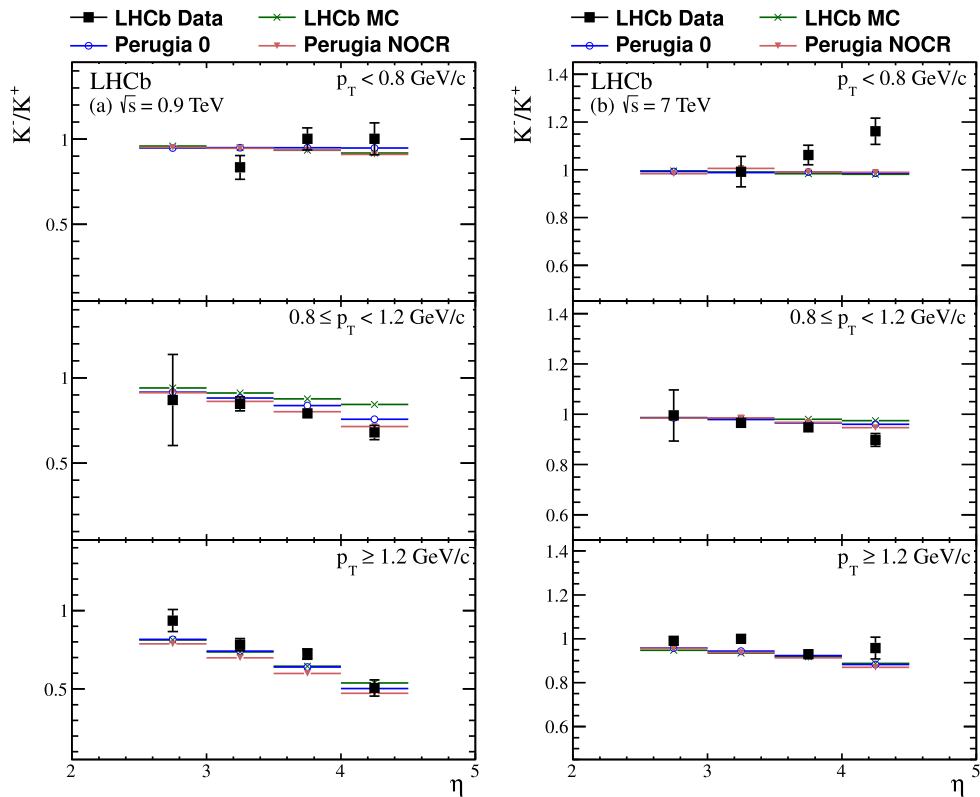 LHCb Data LHCb MC
Perugia 0 Perugia NOCR
K⁻/K⁺
LHCb
(a) √s = 0.9 TeV
p_T < 0.8 GeV/c
1
0.5
0.8 ≤ p_T < 1.2 GeV/c
1
0.5
p_T ≥ 1.2 GeV/c
1
0.5
2 3 4 5
η
LHCb Data LHCb MC
Perugia 0 Perugia NOCR
K⁻/K⁺
LHCb
(b) √s = 7 TeV
p_T < 0.8 GeV/c
1.4
1.2
1
0.8
0.6
0.8 ≤ p_T < 1.2 GeV/c
1.4
1.2
1
0.8
0.6
p_T ≥ 1.2 GeV/c
1.4
1.2
1
0.8
0.6
2 3 4 5
η